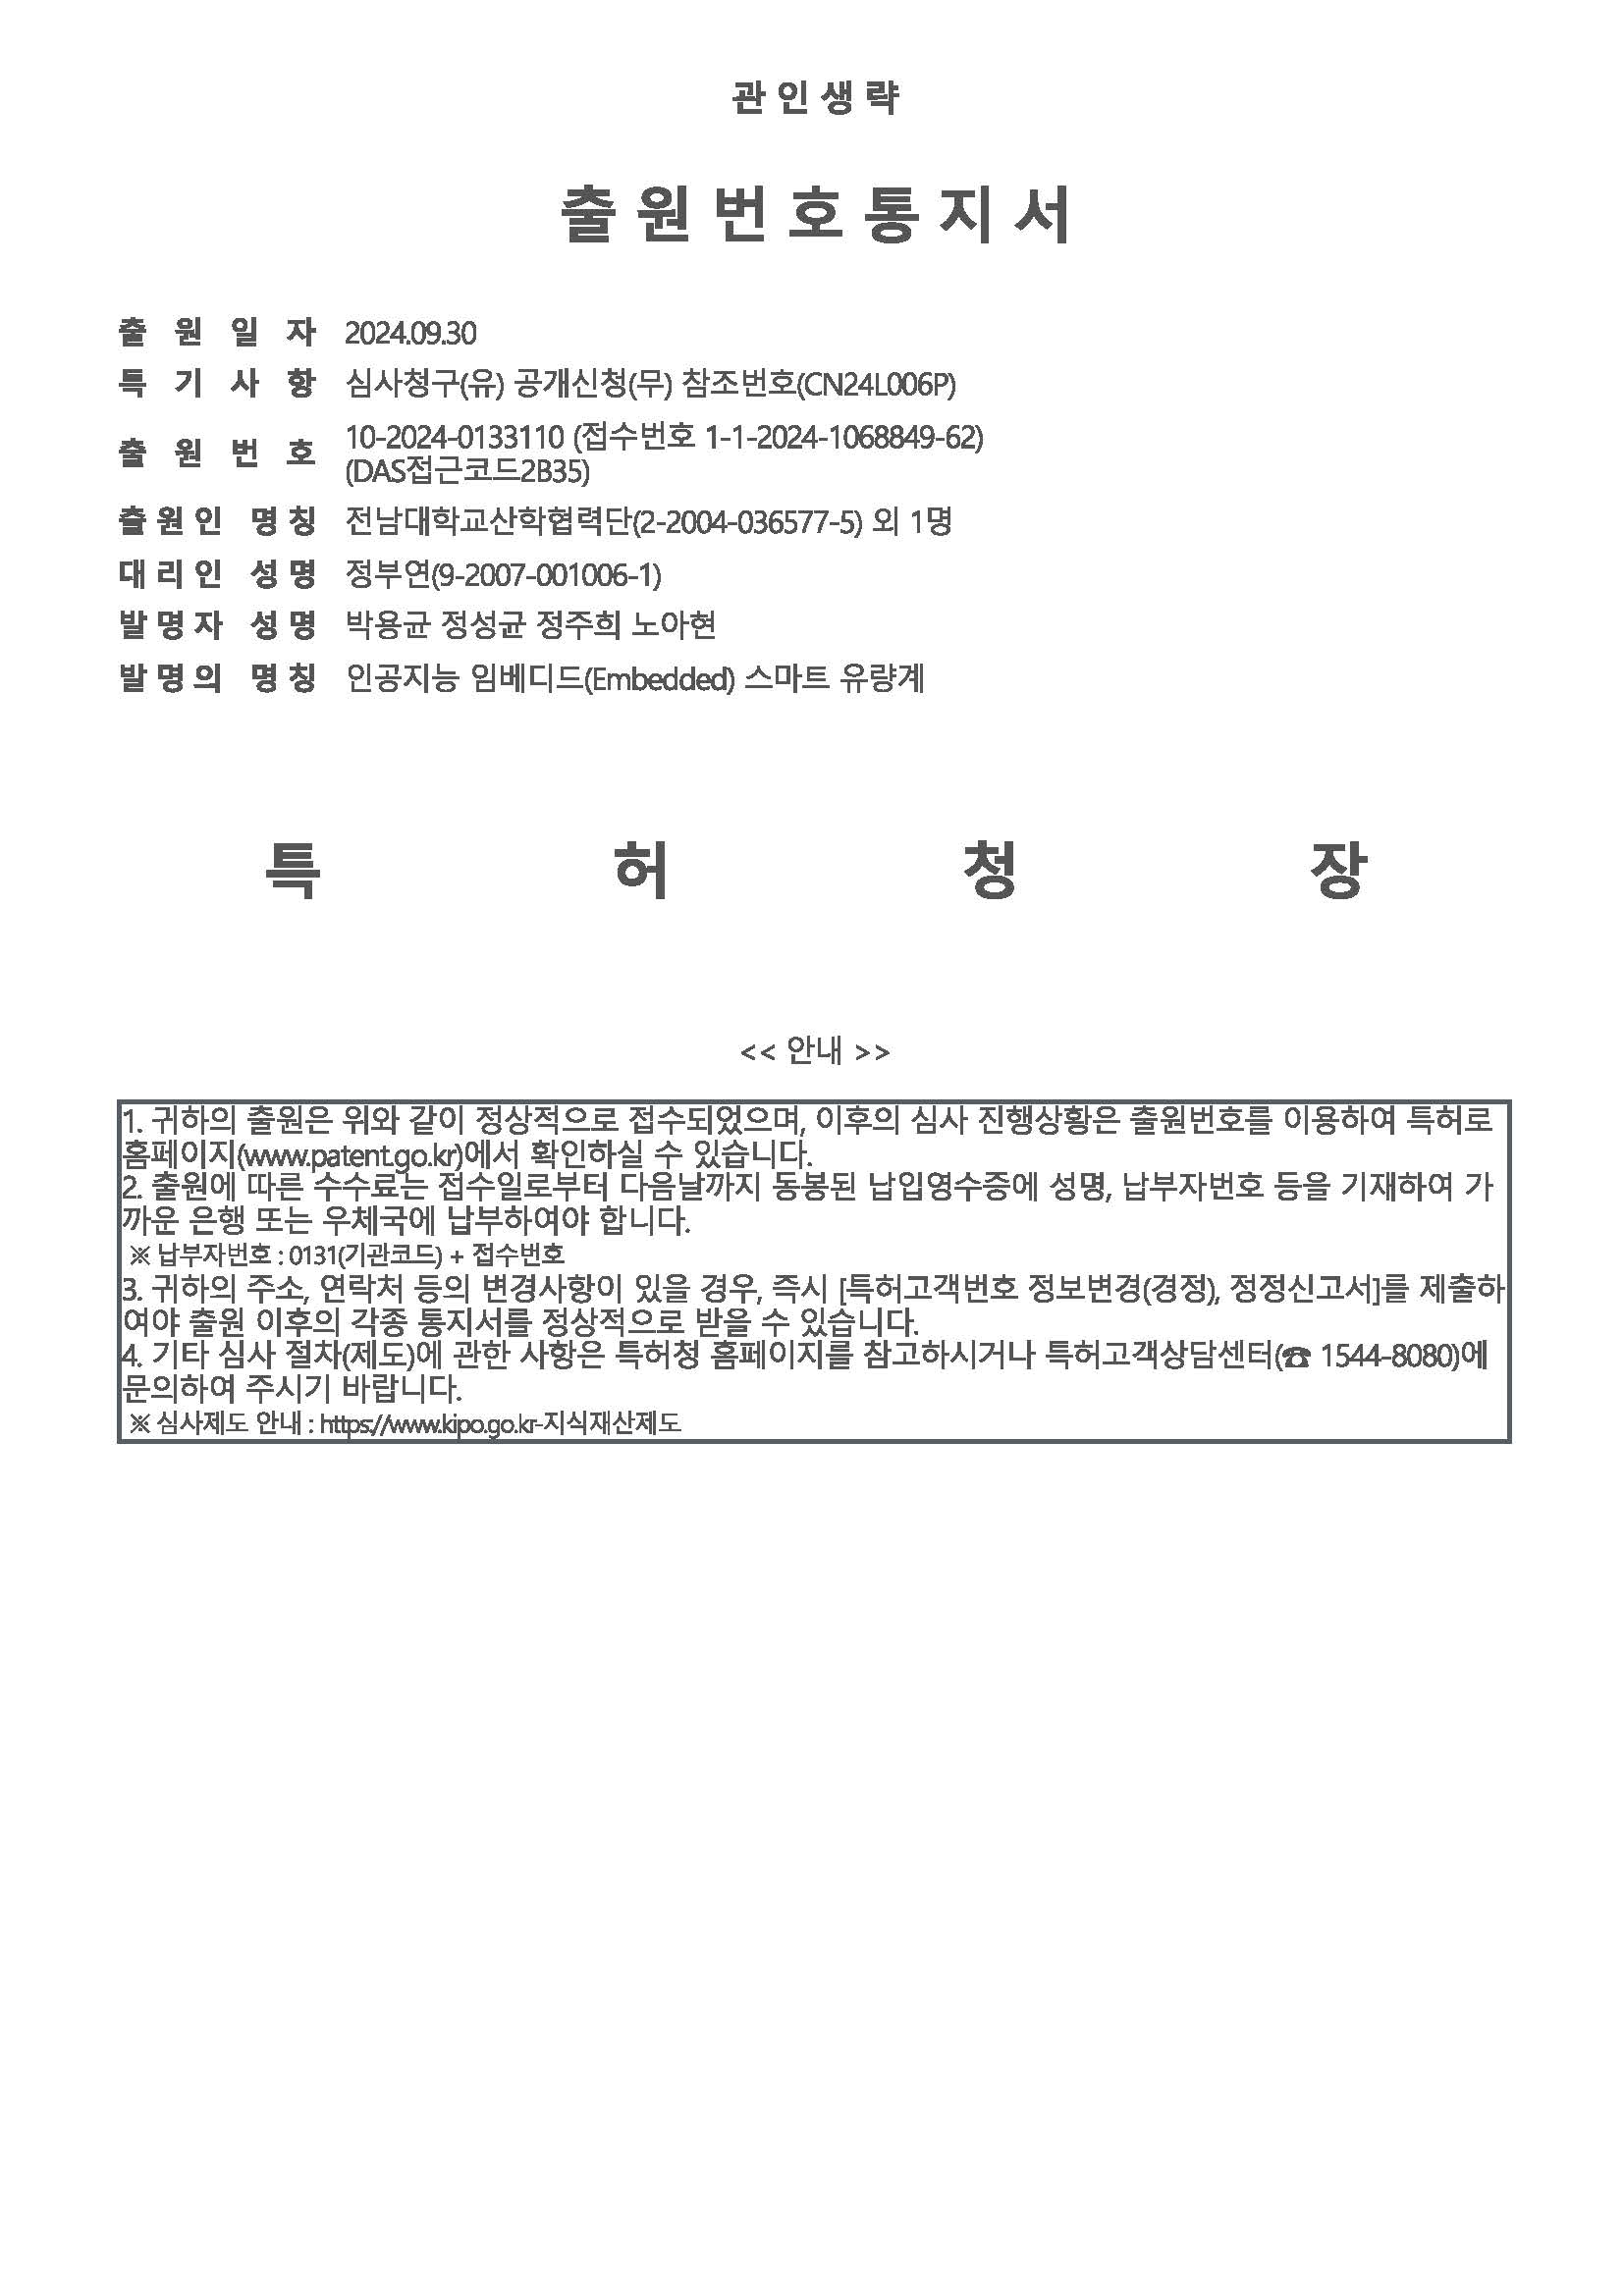 관 인 생 략
출 원 번 호 통 지 서
출 원 일 자 2024.09.30
특 기 사 항 심사청구(유) 공개신청(무) 참조번호(CN24L006P)
출 원 번 호 10-2024-0133110 (접수번호 1-1-2024-1068849-62)
(DAS접근코드2B35)
출 원 인 명 칭 전남대학교산학협력단(2-2004-036577-5) 외 1명
대 리 인 성 명 정부연(9-2007-001006-1)
발 명 자 성 명 박용균 정성균 정주희 노아현
발 명 의 명 칭 인공지능 임베디드(Embedded) 스마트 유량계
특 허 청 장
<< 안내 >>
1. 귀하의 출원은 위와 같이 정상적으로 접수되었으며, 이후의 심사 진행상황은 출원번호를 이용하여 특허로
홈페이지(www.patent.go.kr)에서 확인하실 수 있습니다.
2. 출원에 따른 수수료는 접수일로부터 다음날까지 동봉된 납입영수증에 성명, 납부자번호 등을 기재하여 가
까운 은행 또는 우체국에 납부하여야 합니다.
※ 납부자번호 : 0131(기관코드) + 접수번호
3. 귀하의 주소, 연락처 등의 변경사항이 있을 경우, 즉시 [특허고객번호 정보변경(경정), 정정신고서]를 제출하
여야 출원 이후의 각종 통지서를 정상적으로 받을 수 있습니다.
4. 기타 심사 절차(제도)에 관한 사항은 특허청 홈페이지를 참고하시거나 특허고객상담센터(☎ 1544-8080)에
문의하여 주시기 바랍니다.
※ 심사제도 안내 : https://www.kipo.go.kr-지식재산제도